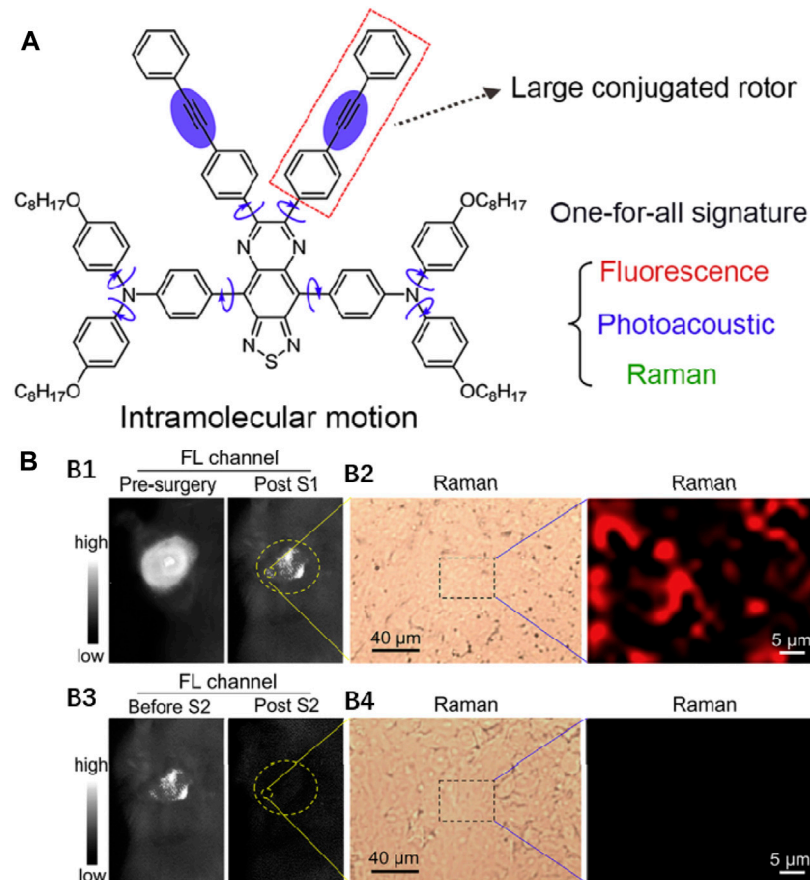 A
Large conjugated rotor
C₈H₁₇O
OC₈H₁₇
One-for-all signature
Fluorescence
N
N
N
N
Photoacoustic
N
N
S
Raman
C₈H₁₇O
OC₈H₁₇
Intramolecular motion
B
B1
FL channel
B2
Pre-surgery
Post S1
Raman
Raman
high
low
40 μm
5 μm
B3
FL channel
B4
Before S2
Post S2
Raman
Raman
high
low
40 μm
5 μm